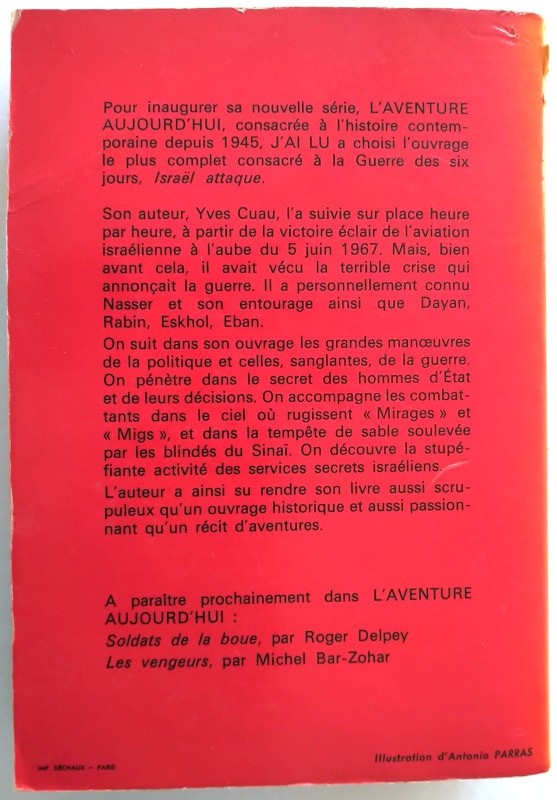 Pour inaugurer sa nouvelle série, L'AVENTURE
AUJOURD'HUI, consacrée à l'histoire contem-
poraine depuis 1945, J'AI LU a choisi l'ouvrage
le plus complet consacré à la Guerre des six
jours, Israël attaque.
Son auteur, Yves Cuau, l'a suivie sur place heure
par heure, à partir de la victoire éclair de l'aviation
israélienne à l'aube du 5 juin 1967. Mais, bien
avant cela, il avait vécu la terrible crise qui
annonçait la guerre. Il a personnellement connu
Nasser et son entourage ainsi que Dayan,
Rabin, Eskhol, Eban.
On suit dans son ouvrage les grandes manœuvres
de la politique et celles, sanglantes, de la guerre.
On pénètre dans le secret des hommes d'État
et de leurs décisions. On accompagne les combat-
tants dans le ciel où rugissent « Mirages » et
« Migs », et dans la tempête de sable soulevée
par les blindés du Sinaï. On découvre la stupé-
fiante activité des services secrets israéliens.
L'auteur a ainsi su rendre son livre aussi scru-
puleux qu'un ouvrage historique et aussi passion-
nant qu'un récit d'aventures.
A paraître prochainement dans L'AVENTURE
AUJOURD'HUI :
Soldats de la boue, par Roger Delpey
Les vengeurs, par Michel Bar-Zohar
Illustration d'Antonio PARRAS
IMP DÉCHAUX – PARIS